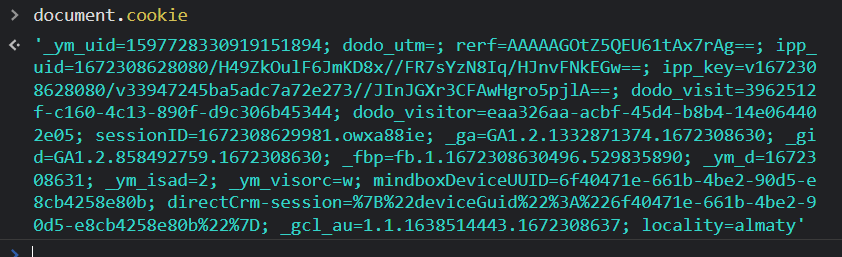 > document.cookie
'_ym_uid=1597728330919151894; dodo_utm=; rerf=AAAAAGOtZ5QEU61tAx7rAg==; ipp_
uid=1672308628080/H49ZkOulF6JmKD8x//FR7sYzN8Iq/HJnvFNkEGw==; ipp_key=v167230
8628080/v33947245ba5adc7a72e273//JInJGXr3CFAwHgro5pjlA==; dodo_visit=3962512
f-c160-4c13-890f-d9c306b45344; dodo_visitor=eaa326aa-acbf-45d4-b8b4-14e06440
2e05; sessionID=1672308629981.owxa88ie; _ga=GA1.2.1332871374.1672308630; _gi
d=GA1.2.858492759.1672308630; _fbp=fb.1.1672308630496.529835890; _ym_d=16723
08631; _ym_isad=2; _ym_visorc=w; mindboxDeviceUUID=6f40471e-661b-4be2-90d5-e
8cb4258e80b; directCrm-session=%7B%22deviceGuid%22%3A%226f40471e-661b-4be2-9
0d5-e8cb4258e80b%22%7D; _gcl_au=1.1.1638514443.1672308637; locality=almaty'
>